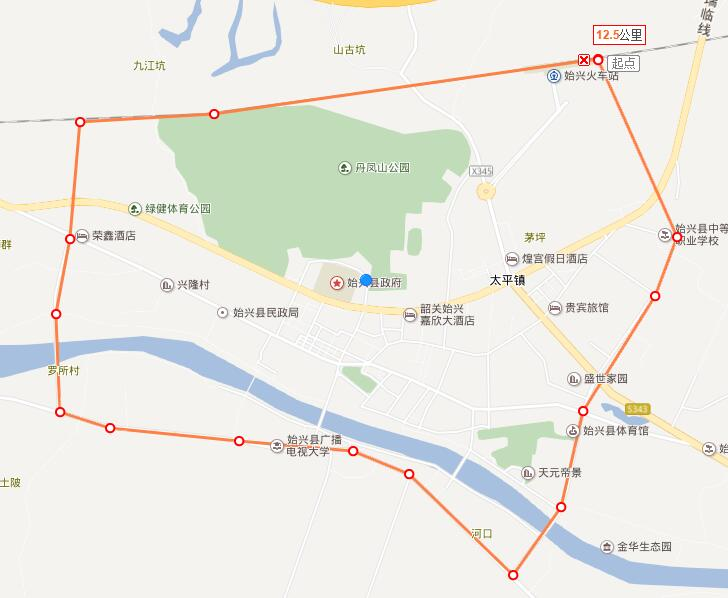 瑞临线
12.5公里
起点
山古坑
九江坑
始兴火车站
丹凤山公园
X345
绿健体育公园
荣鑫酒店
群
茅坪
始兴县中等
职业学校
煌宫假日酒店
太平镇
兴隆村
始兴县政府
始兴县民政局
韶关始兴
嘉欣大酒店
贵宾旅馆
罗所村
盛世家园
S343
始兴县体育馆
始兴县广播
电视大学
始
土陂
天元帝景
河口
金华生态园